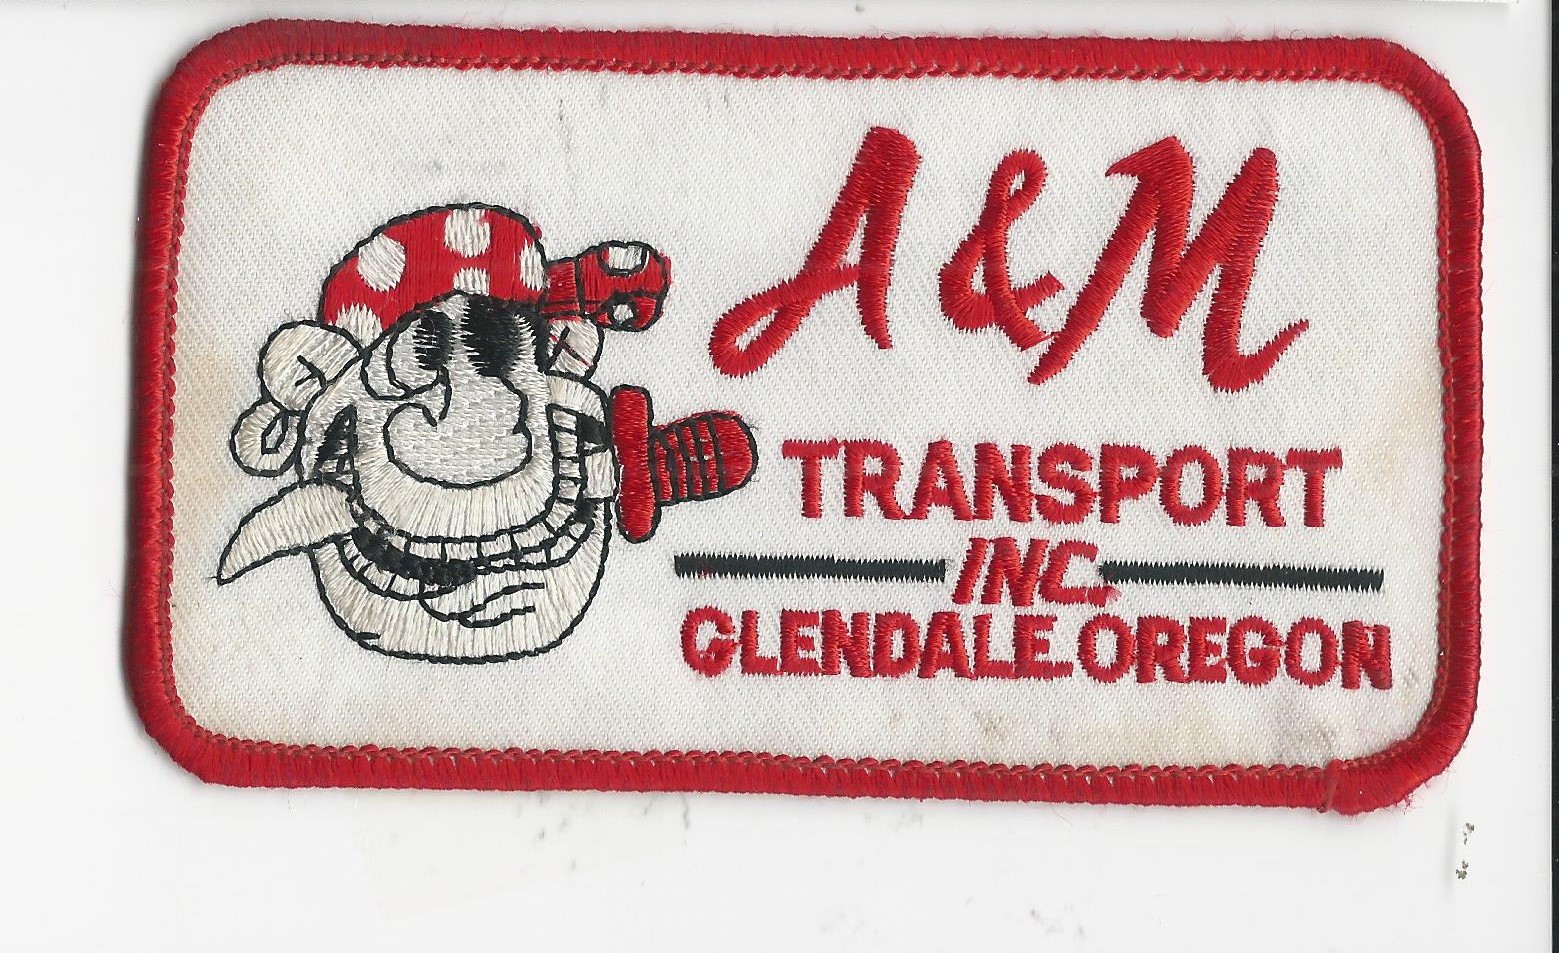 A & M
TRANSPORT
INC.
GLENDALE OREGON